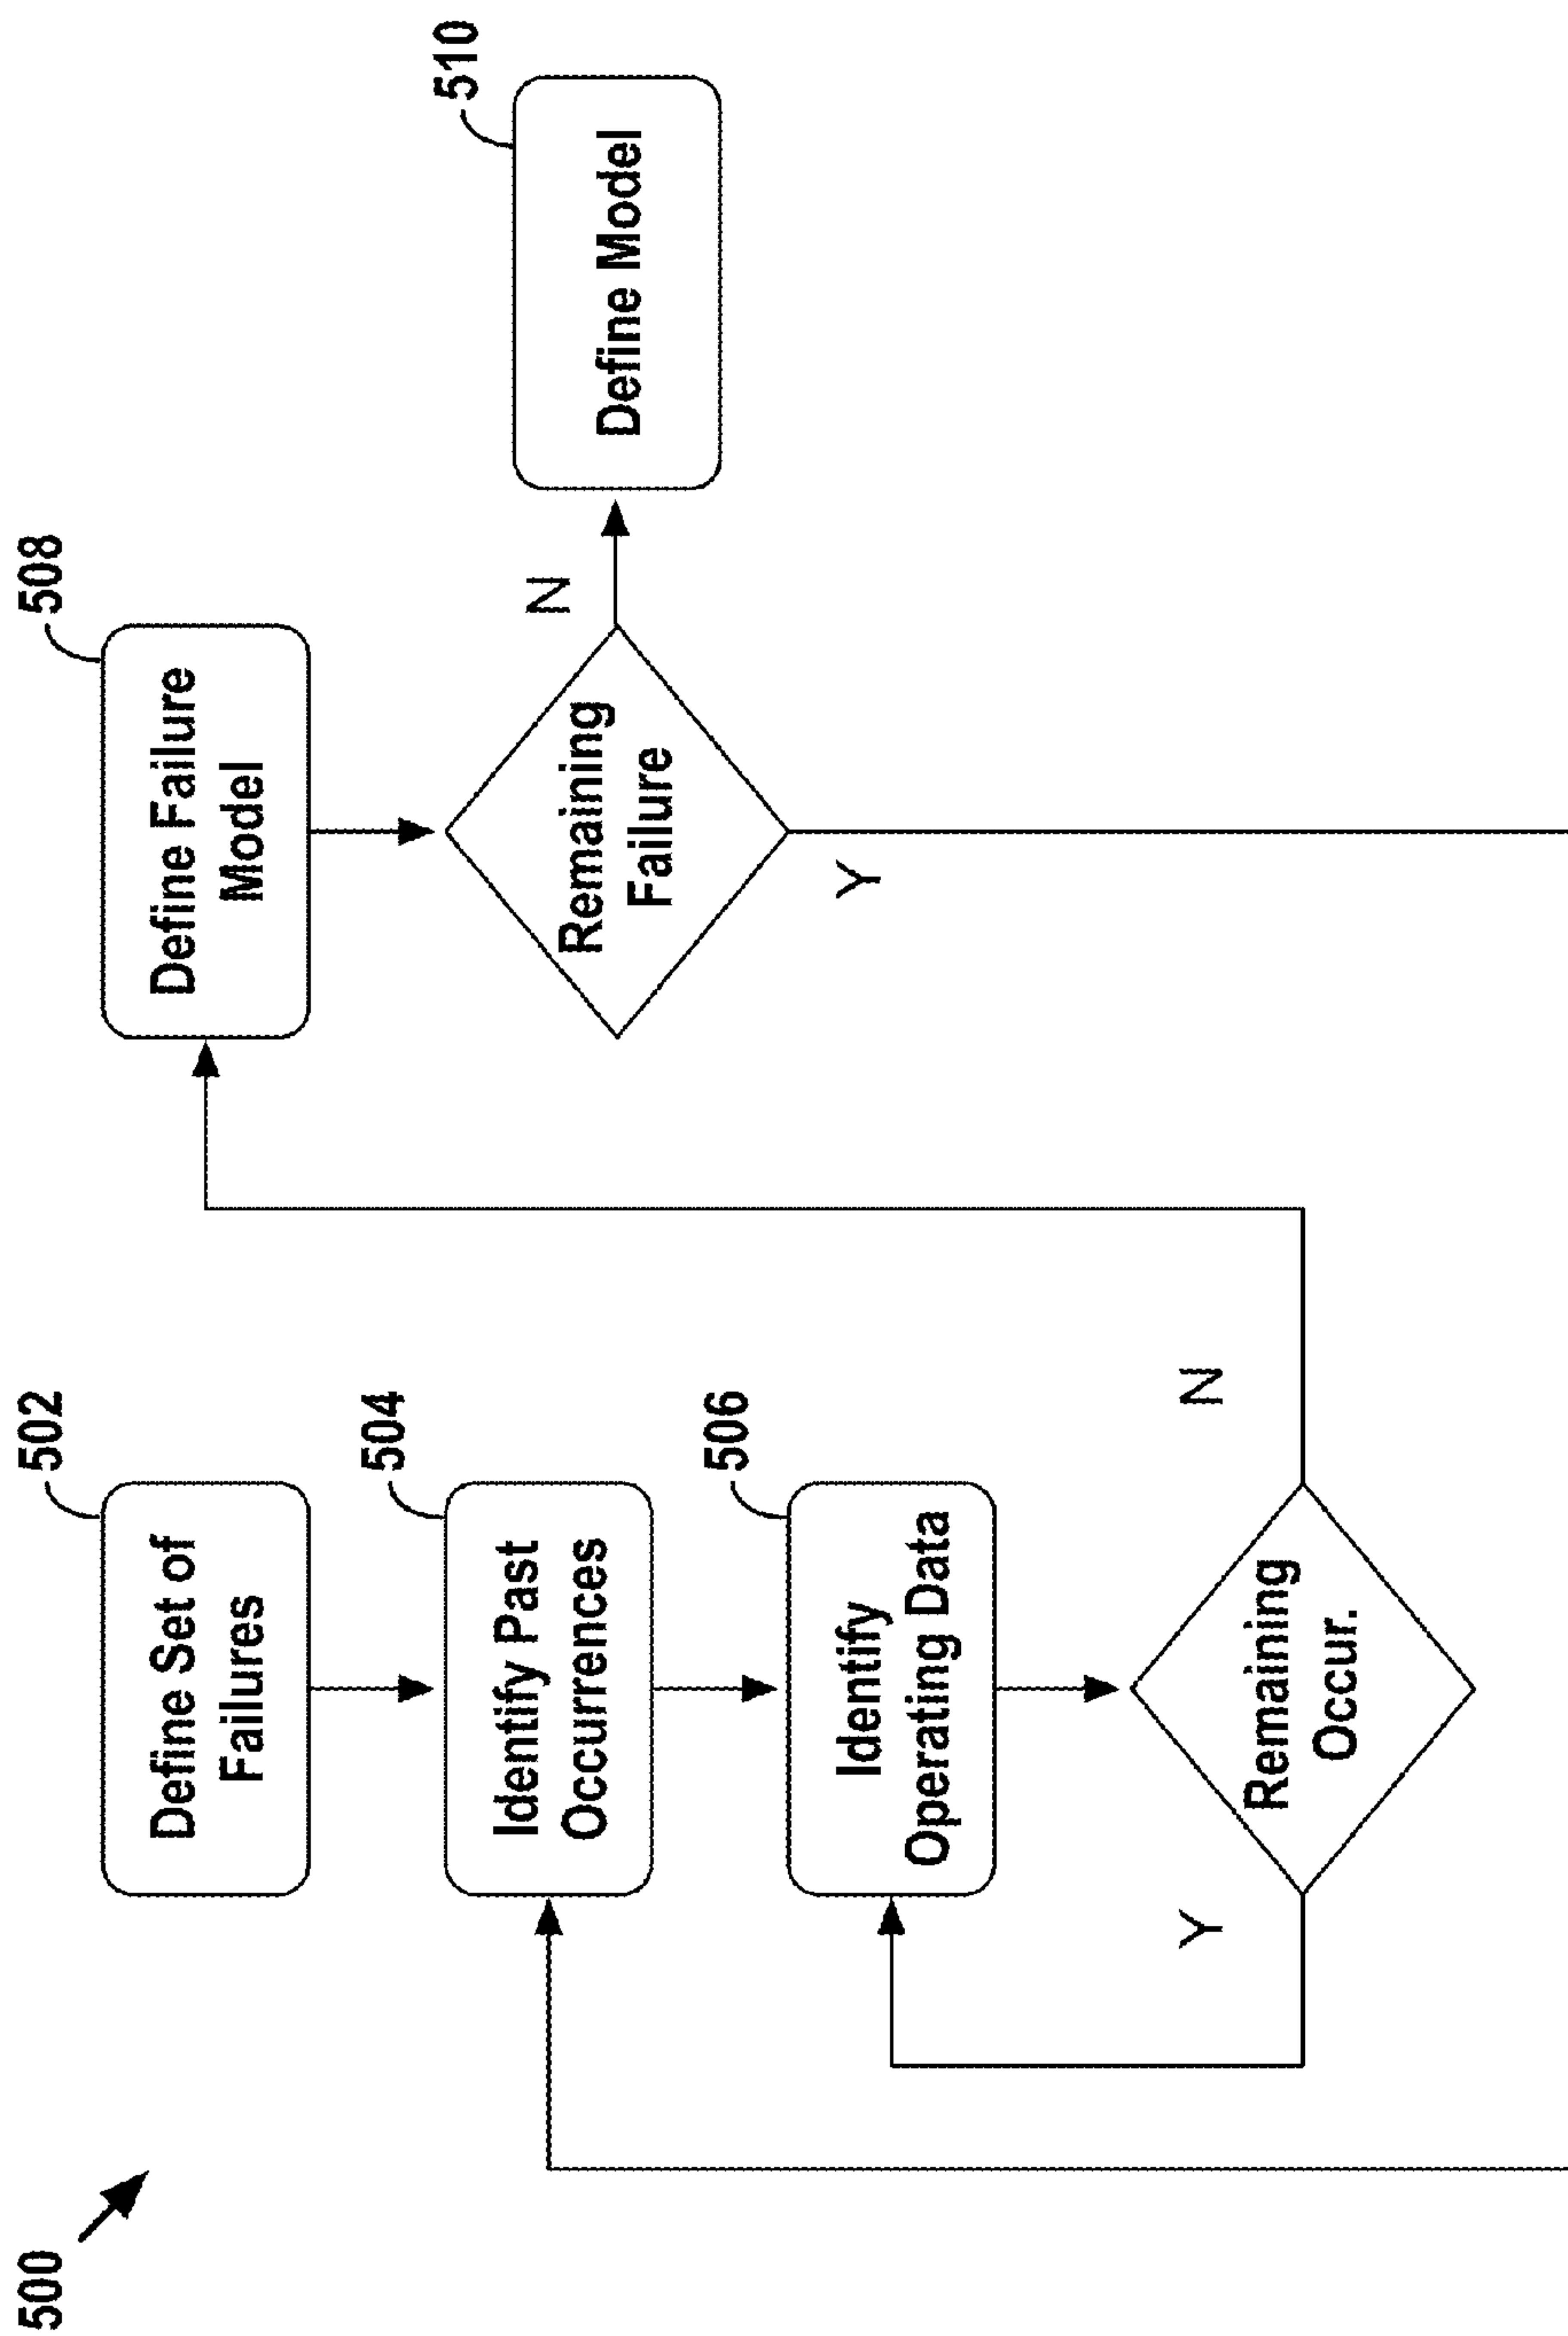 500
502
Define Set of
Failures
504
Identify Past
Occurrences
506
Identify
Operating Data
Remaining
Occur.
Y
N
508
Define Failure
Model
Remaining
Failure
N
Y
510
Define Model